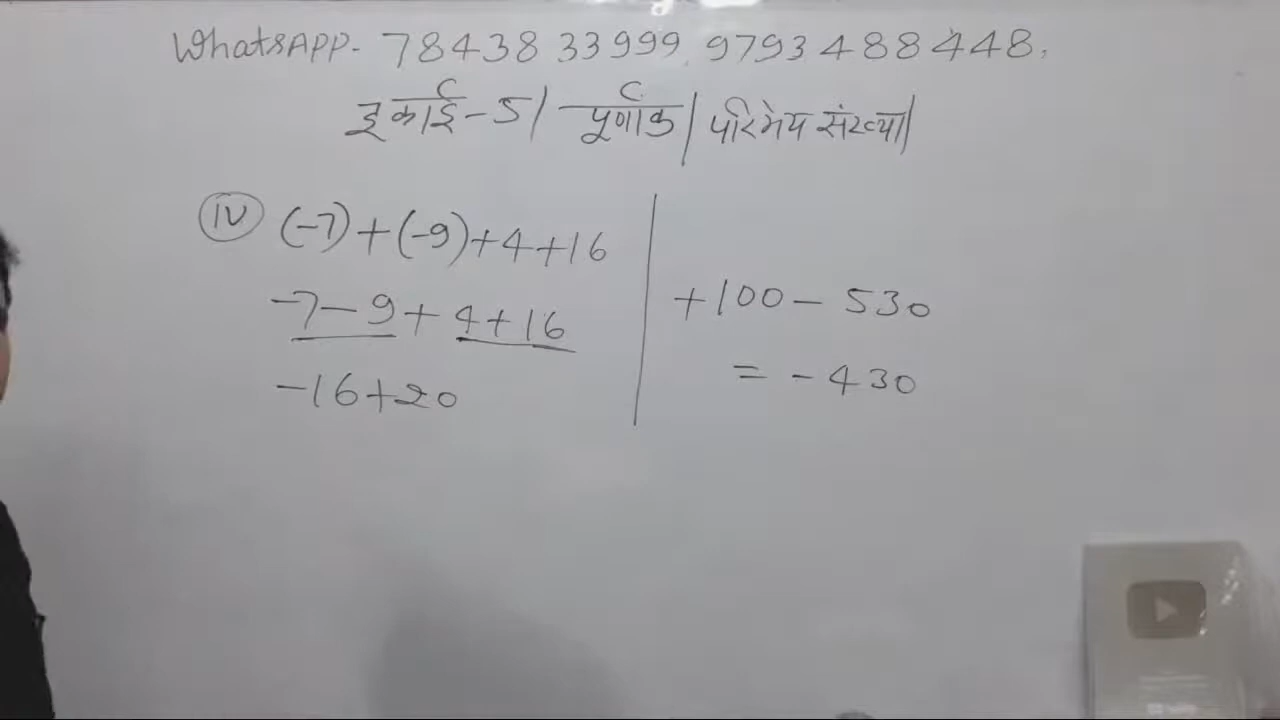 WhatsAPP- 78438 33999, 9793488448,
इकाई-5 | पूर्णांक | परिमेय संख्या |
(iv) (-7)+(-9)+4+16
-7-9+4+16
-16+20
+100-530
= -430